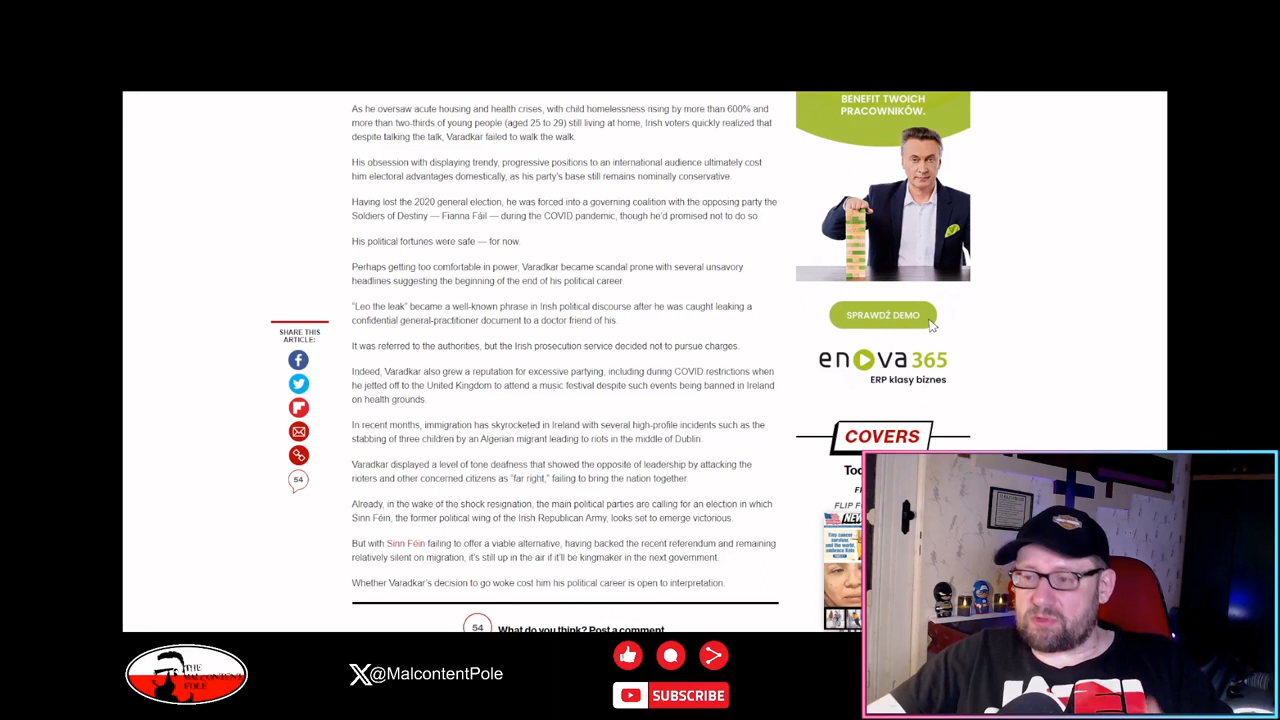 As he oversaw acute housing and health crises, with child homelessness rising by more than 600% and
more than two-thirds of young people (aged 25 to 29) still living at home, Irish voters quickly realized that
despite talking the talk, Varadkar failed to walk the walk.
His obsession with displaying trendy, progressive positions to an international audience ultimately cost
him electoral advantages domestically, as his party's base still remains nominally conservative.
Having lost the 2020 general election, he was forced into a governing coalition with the opposing party the
Soldiers of Destiny — Fianna Fáil — during the COVID pandemic, though he'd promised not to do so.
His political fortunes were safe — for now.
Perhaps getting too comfortable in power, Varadkar became scandal prone with several unsavory
headlines suggesting the beginning of the end of his political career.
“Leo the leak” became a well-known phrase in Irish political discourse after he was caught leaking a
confidential general-practitioner document to a doctor friend of his.
It was referred to the authorities, but the Irish prosecution service decided not to pursue charges.
Indeed, Varadkar also grew a reputation for excessive partying, including during COVID restrictions when
he jetted off to the United Kingdom to attend a music festival despite such events being banned in Ireland
on health grounds.
In recent months, immigration has skyrocketed in Ireland with several high-profile incidents such as the
stabbing of three children by an Algerian migrant leading to riots in the middle of Dublin.
Varadkar displayed a level of tone deafness that showed the opposite of leadership by attacking the
rioters and other concerned citizens as “far right,” failing to bring the nation together.
Already, in the wake of the shock resignation, the main political parties are calling for an election in which
Sinn Féin, the former political wing of the Irish Republican Army, looks set to emerge victorious.
But with Sinn Féin failing to offer a viable alternative, having backed the recent referendum and remaining
relatively silent on migration, it's still up in the air if it'll be kingmaker in the next government.
Whether Varadkar's decision to go woke cost him his political career is open to interpretation.
54
What do you think? Post a comment.
SHARE THIS
ARTICLE:
54
BENEFIT TWOICH
PRACOWNIKÓW.
SPRAWDŹ DEMO
enova365
ERP klasy biznes
COVERS
THE
MALCONTENT
POLE
X@MalcontentPole
SUBSCRIBE